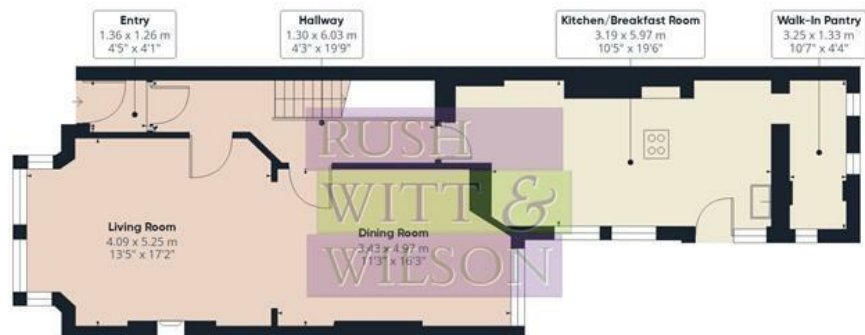 Entry
1.36 x 1.26 m
4'5" x 4'1"
Hallway
1.30 x 6.03 m
4'3" x 19'9"
Kitchen/Breakfast Room
3.19 x 5.97 m
10'5" x 19'6"
Walk-In Pantry
3.25 x 1.33 m
10'7" x 4'4"
RUSH
WITT &
WILSON
Living Room
4.09 x 5.25 m
13'5" x 17'2"
Dining Room
3.43 x 4.97 m
11'3" x 16'3"